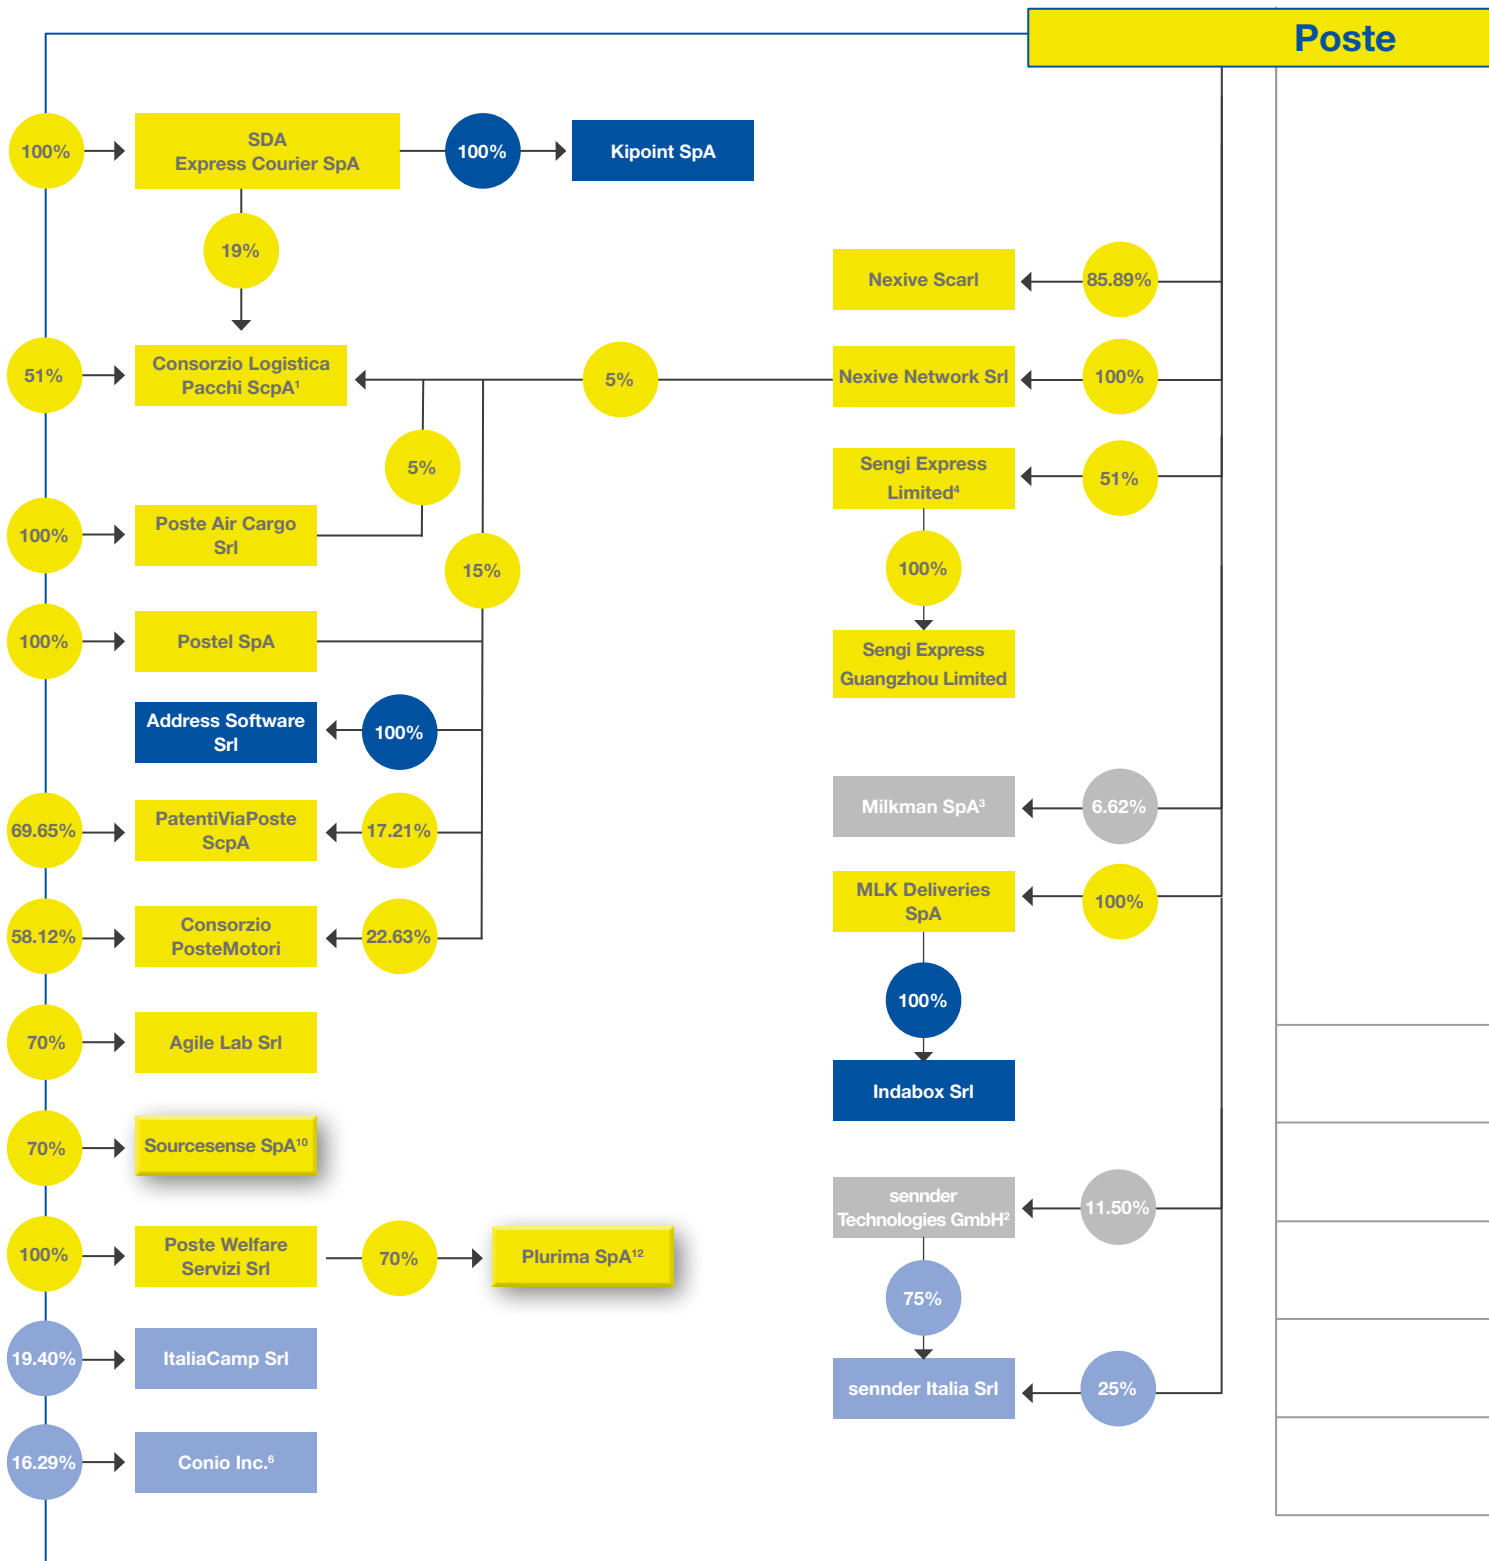 Poste
100%
SDA
Express Courier SpA
100%
Kipoint SpA
19%
Nexive Scarl
85.89%
51%
Consorzio Logistica
Pacchi ScpA¹
5%
Nexive Network Srl
100%
5%
Sengi Express
Limited⁴
51%
100%
Poste Air Cargo
Srl
15%
100%
100%
Postel SpA
Sengi Express
Guangzhou Limited
Address Software
Srl
100%
69.65%
PatentiViaPoste
ScpA
17.21%
Milkman SpA³
6.62%
58.12%
Consorzio
PosteMotori
22.63%
MLK Deliveries
SpA
100%
100%
70%
Agile Lab Srl
Indabox Srl
70%
Sourcesense SpA¹⁰
sennder
Technologies GmbH²
11.50%
100%
Poste Welfare
Servizi Srl
70%
Plurima SpA¹²
75%
19.40%
ItaliaCamp Srl
sennder Italia Srl
25%
16.29%
Conio Inc.⁶